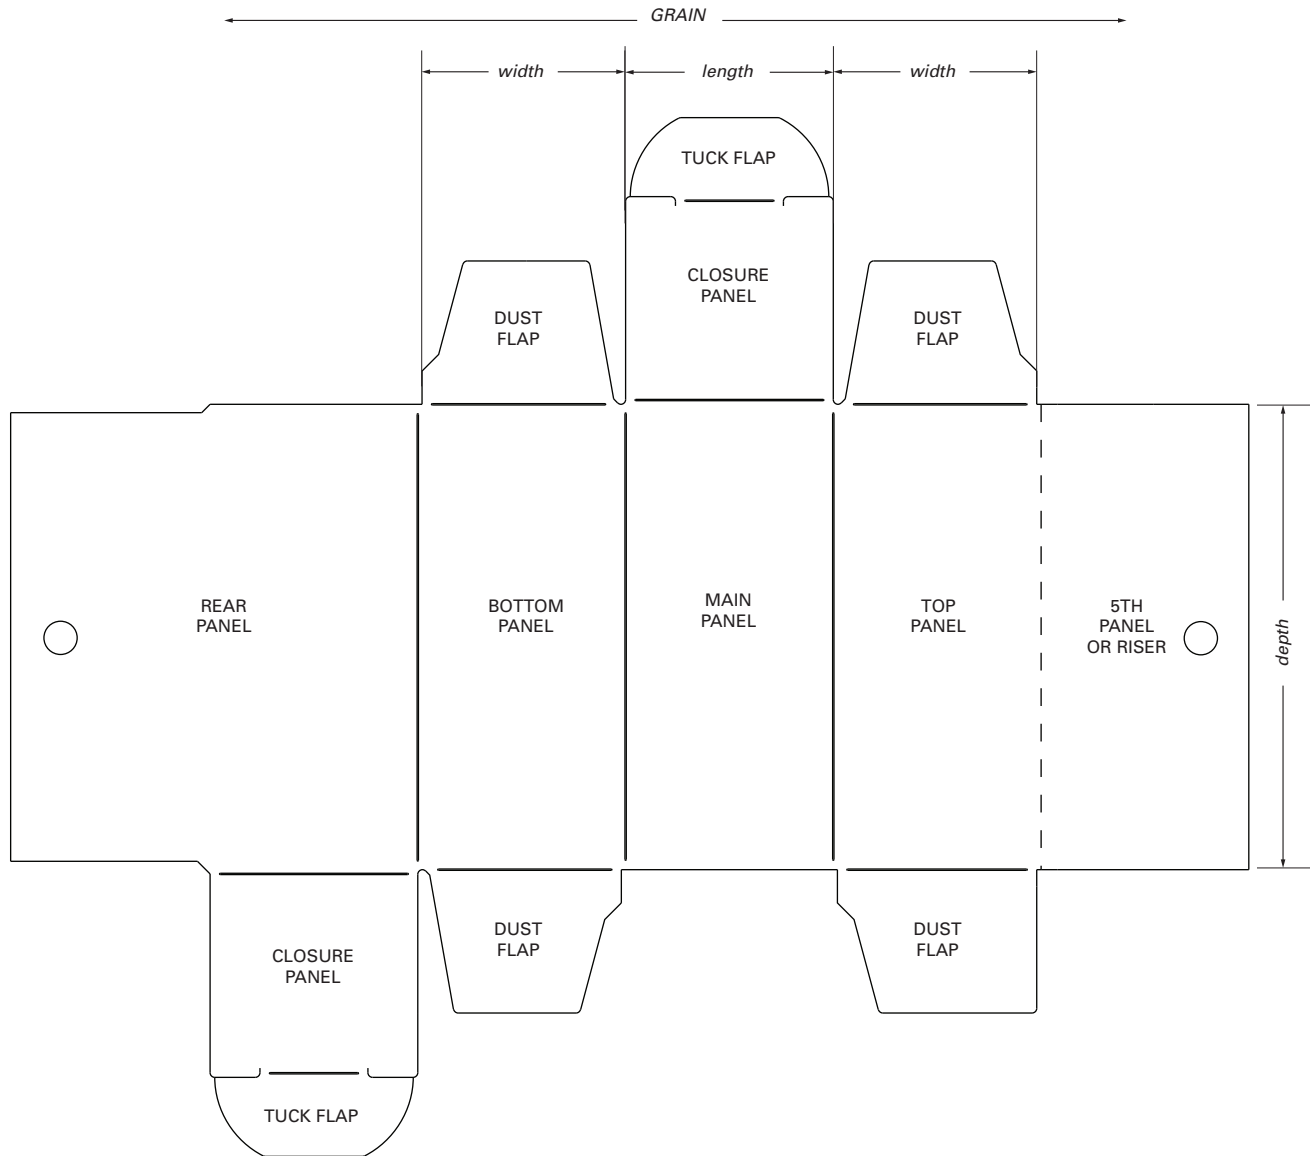 GRAIN
width
length
width
TUCK FLAP
CLOSURE
PANEL
DUST
FLAP
DUST
FLAP
REAR
PANEL
BOTTOM
PANEL
MAIN
PANEL
TOP
PANEL
5TH
PANEL
OR RISER
depth
DUST
FLAP
DUST
FLAP
CLOSURE
PANEL
TUCK FLAP